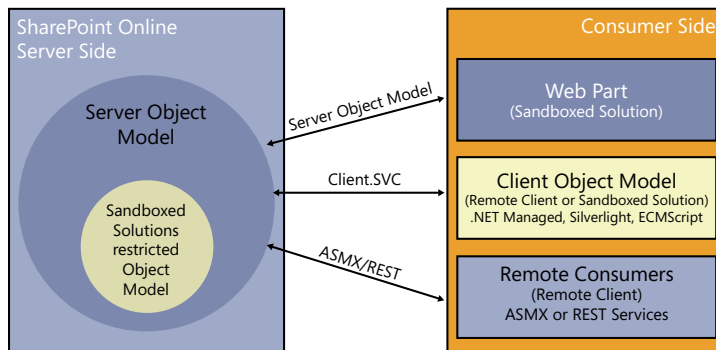 SharePoint Online
Server Side
Server Object
Model
Sandboxed
Solutions
restricted
Object
Model
Server Object Model
Client.SVC
ASMX/REST
Consumer Side
Web Part
(Sandboxed Solution)
Client Object Model
(Remote Client or Sandboxed Solution)
.NET Managed, Silverlight, ECMScript
Remote Consumers
(Remote Client)
ASMX or REST Services